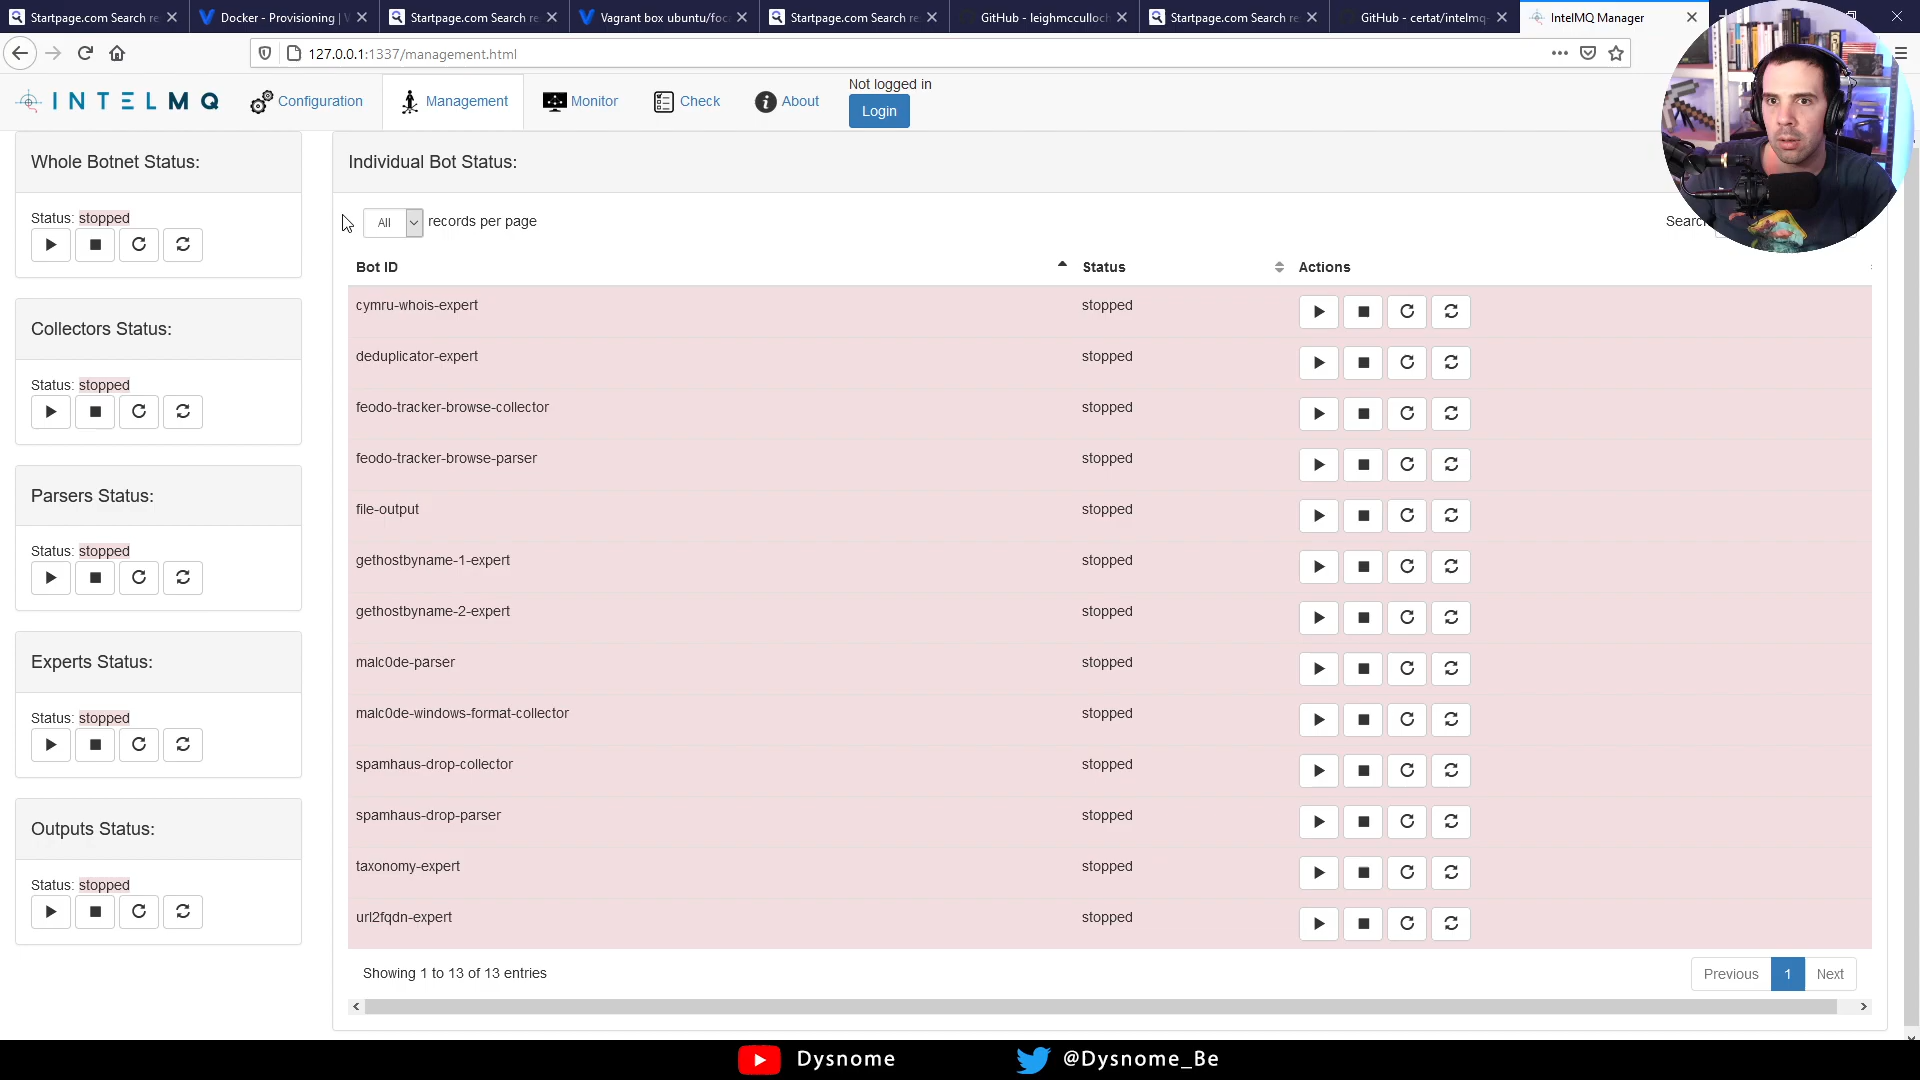 Startpage.com Search re
Docker - Provisioning | V
Startpage.com Search re
Vagrant box ubuntu/foca
Startpage.com Search re
GitHub - leighmcculloch
Startpage.com Search re
GitHub - certat/intelmq-
IntelMQ Manager
127.0.0.1:1337/management.html
INTELMQ
Configuration
Management
Monitor
Check
About
Not logged in
Login
Whole Botnet Status:
Status: stopped
Collectors Status:
Status: stopped
Parsers Status:
Status: stopped
Experts Status:
Status: stopped
Outputs Status:
Status: stopped
Individual Bot Status:
All records per page
Search
Bot ID Status Actions
cymru-whois-expert stopped
deduplicator-expert stopped
feodo-tracker-browse-collector stopped
feodo-tracker-browse-parser stopped
file-output stopped
gethostbyname-1-expert stopped
gethostbyname-2-expert stopped
malc0de-parser stopped
malc0de-windows-format-collector stopped
spamhaus-drop-collector stopped
spamhaus-drop-parser stopped
taxonomy-expert stopped
url2fqdn-expert stopped
Showing 1 to 13 of 13 entries
Previous 1 Next
Dysnome
@Dysnome_Be